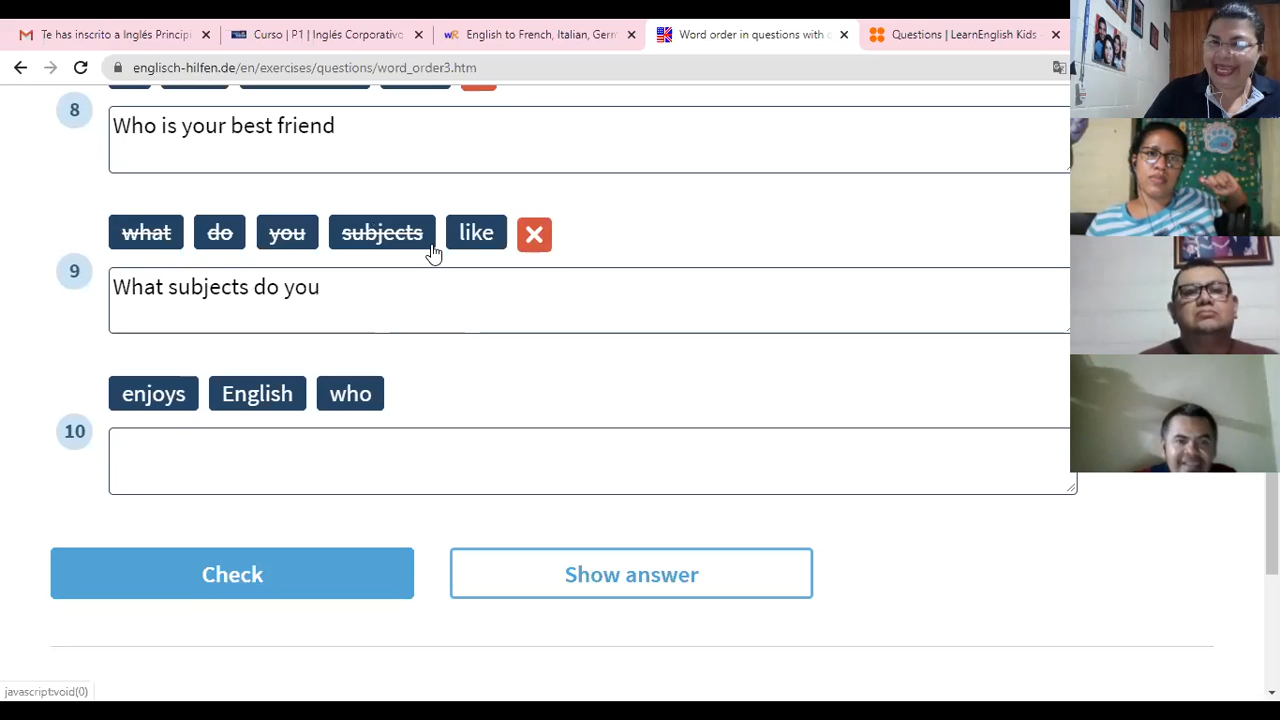 Te has inscrito a Inglés Principi
Curso | P1 | Inglés Corporativo
English to French, Italian, Germ
Word order in questions with
Questions | LearnEnglish Kids
englisch-hilfen.de/en/exercises/questions/word_order3.htm
8
Who is your best friend
what do you subjects like
9
What subjects do you
enjoys English who
10
Check
Show answer
javascript:void(0)